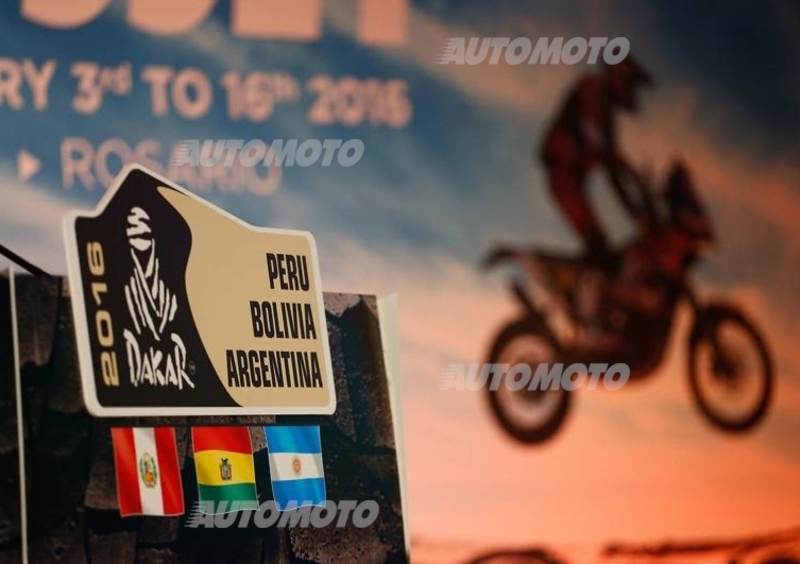 RY 3rd TO 16th 2016
ROSARIO
2016
DAKAR
PERU
BOLIVIA
ARGENTINA
AUTOMOTO
AUTOMOTO
AUTOMOTO
AUTOMOTO